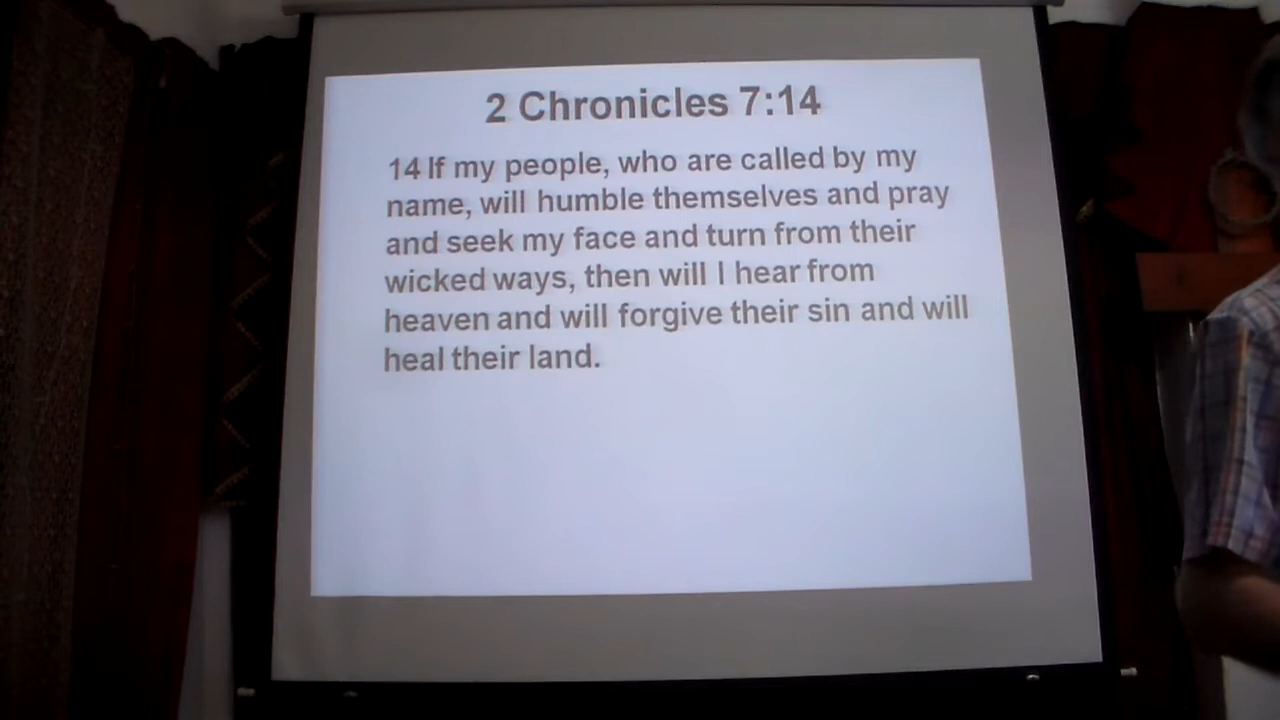 2 Chronicles 7:14
14 If my people, who are called by my
name, will humble themselves and pray
and seek my face and turn from their
wicked ways, then will I hear from
heaven and will forgive their sin and will
heal their land.